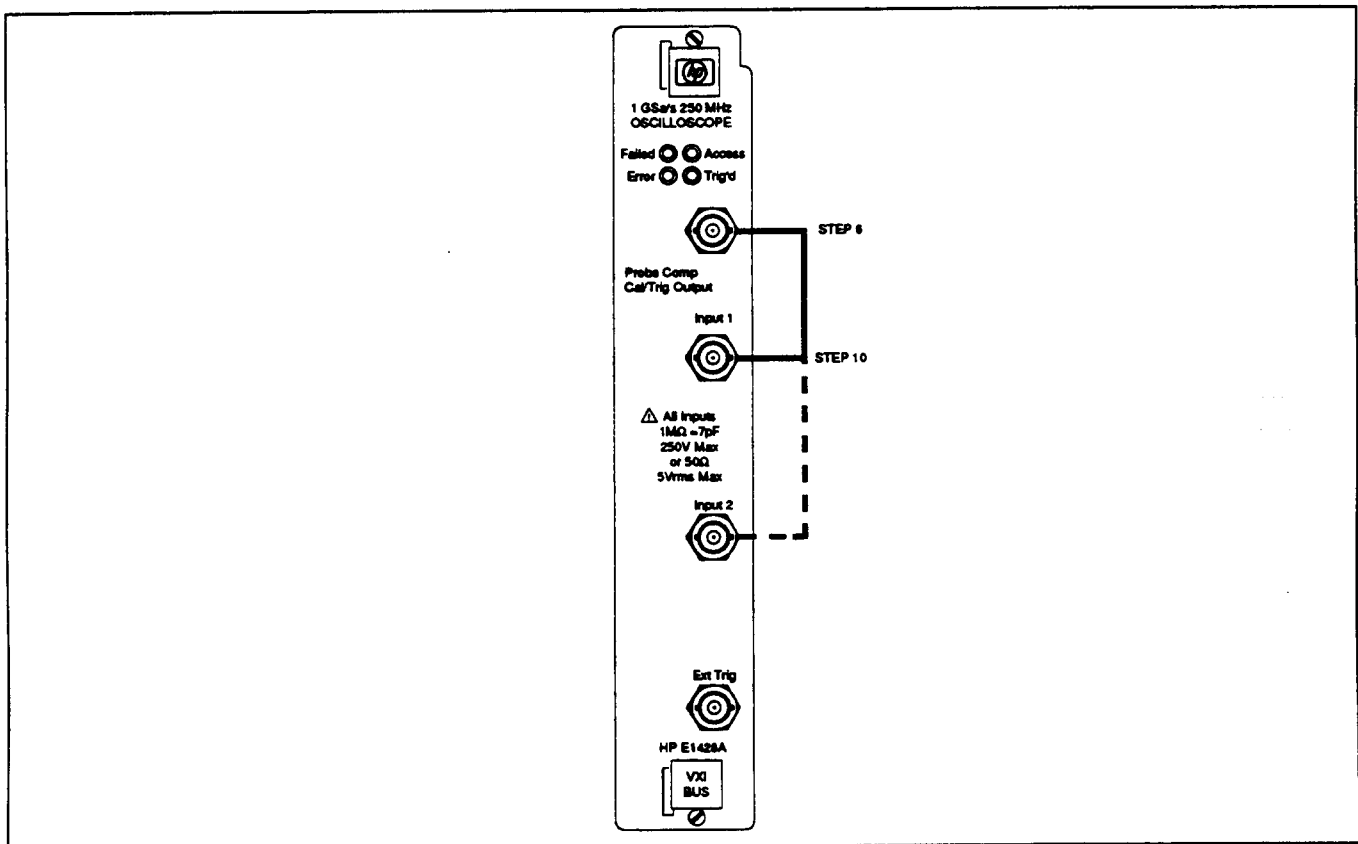 hp
1 GSa/s 250 MHz
OSCILLOSCOPE
Failed Access
Error Trig'd
STEP 6
Probe Comp
Cal/Trig Output
Input 1
STEP 10
⚠ All Inputs
1MΩ =7pF
250V Max
or 50Ω
5Vrms Max
Input 2
Ext Trig
HP E1428A
VXI
BUS